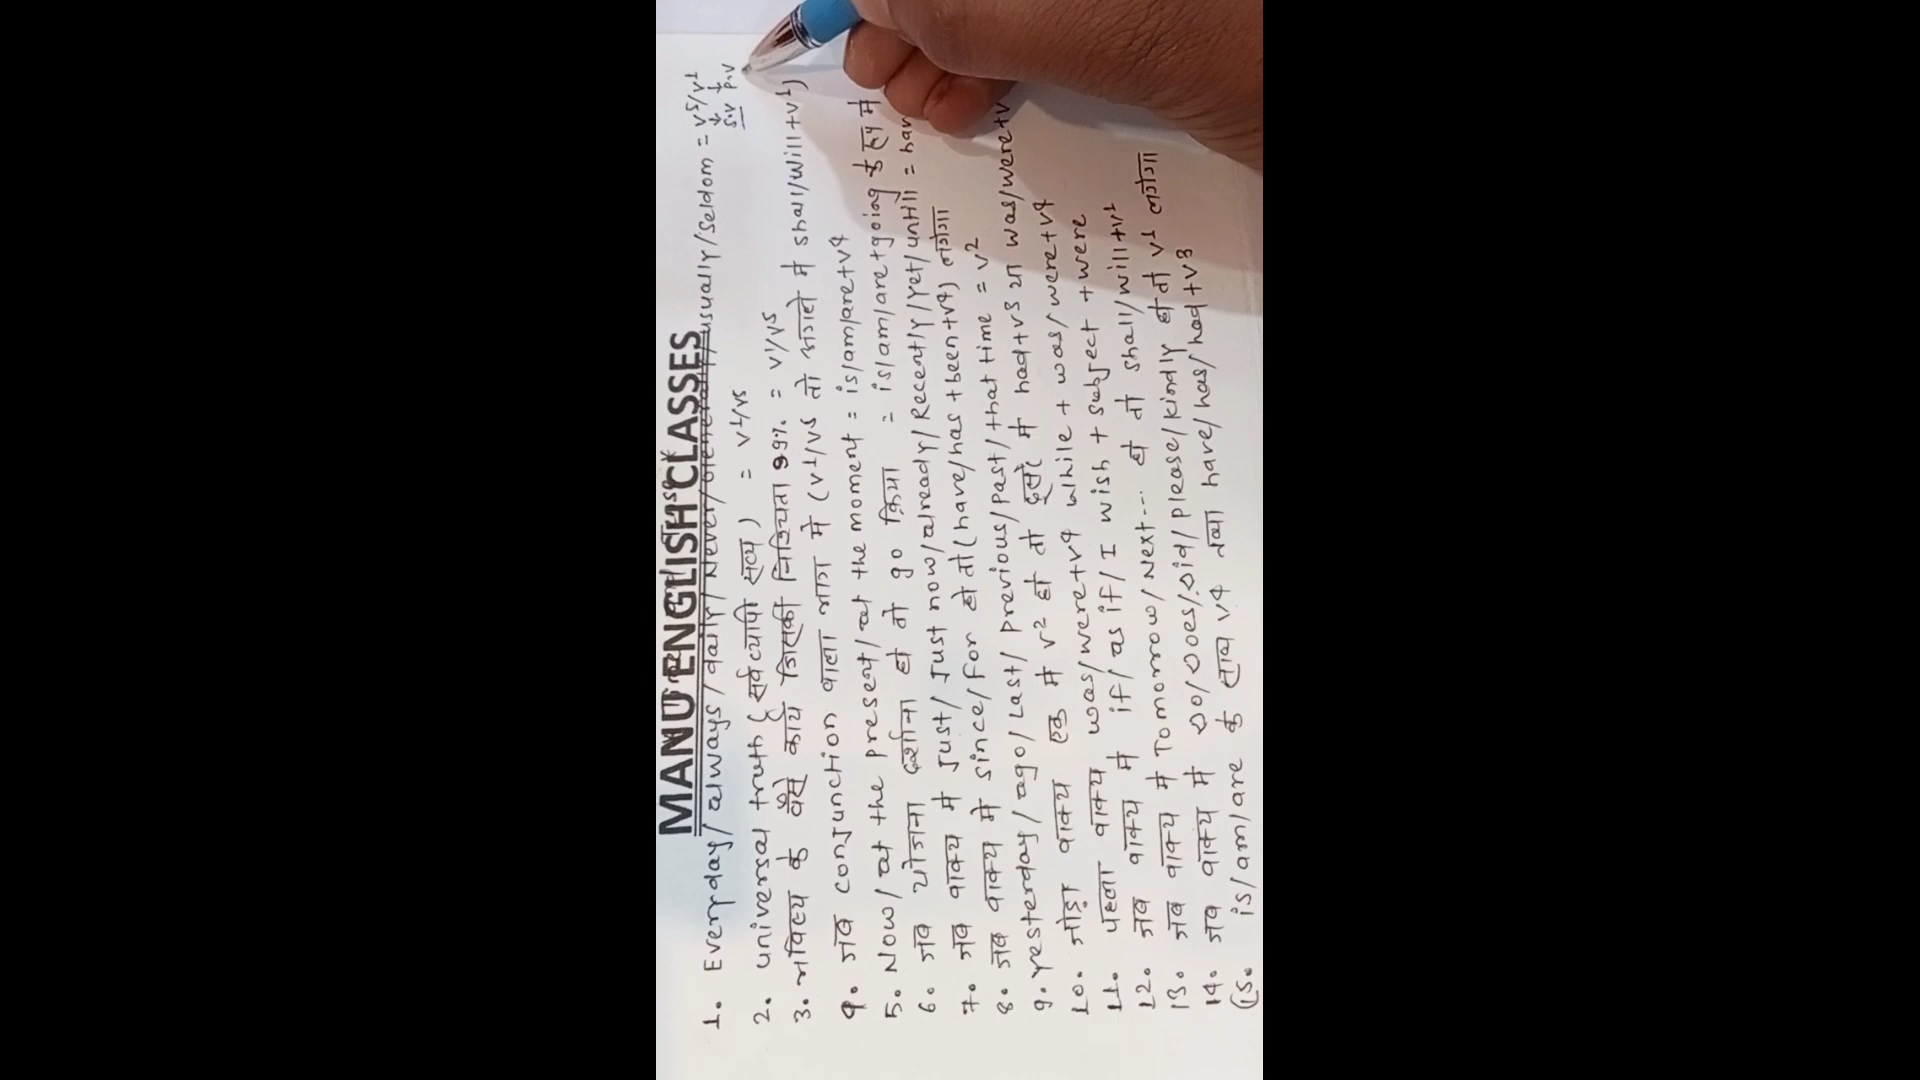 MANU ENGLISH CLASSES
1. Everyday/always/daily/Never/Generally/usually/seldom = v5/v1
S.V P.V
2. universal truth (सर्वव्यापी सत्य) = v1/v5
3. भविष्य के वैसे कार्य जिसकी निश्चितता 99% = v1/v5
4. जब conjunction वाला भाग में (v1/v5 तो अगले में shall/will+v1)
5. Now/at the present/at the moment = is/am/are+v4
6. जब योजना दर्शाना हो तो go क्रिया = is/am/are+going के रूप में
7. जब वाक्य में Just/Just now/already/Recently/yet/untill = hav
8. जब वाक्य में since/for हो तो (have/has+been+v4) लगेगा
9. yesterday/ago/Last/previous/past/that time = v2
10. जोड़ा वाक्य एक में v2 हो तो दूसरे में had+v3 या was/were+v
11. पहला वाक्य was/were+v4 while + was/were+v4
12. जब वाक्य में if/as if/I wish + subject + were
13. जब वाक्य में Tomorrow/Next... हो तो shall/will+v1
14. जब वाक्य में do/does/did/please/kindly हो तो v1 लगेगा
15. is/am/are के साथ v4 तथा have/has/had+v3